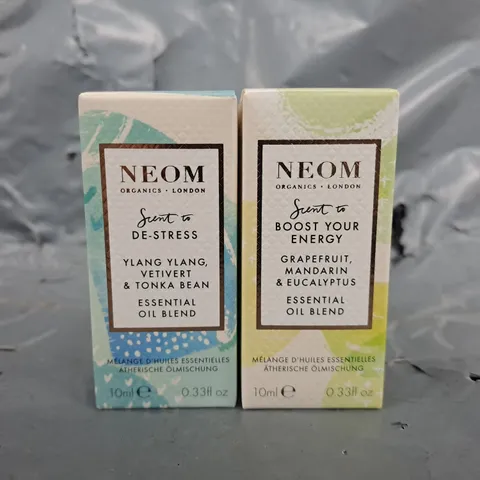 NEOM
ORGANICS • LONDON
Scent to
DE-STRESS
YLANG YLANG,
VETIVERT
& TONKA BEAN
ESSENTIAL
OIL BLEND
MÉLANGE D'HUILES ESSENTIELLES
ÄTHERISCHE ÖLMISCHUNG
10ml ℮ 0.33fl oz
NEOM
ORGANICS • LONDON
Scent to
BOOST YOUR
ENERGY
GRAPEFRUIT,
MANDARIN
& EUCALYPTUS
ESSENTIAL
OIL BLEND
MÉLANGE D'HUILES ESSENTIELLES
ÄTHERISCHE ÖLMISCHUNG
10ml ℮ 0.33fl oz